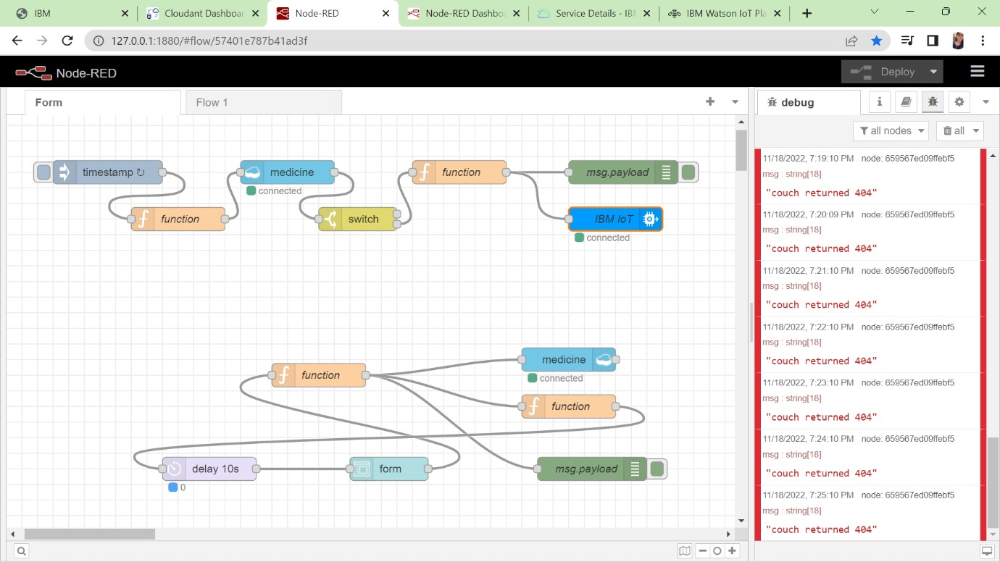 IBM
Cloudant Dashboar
Node-RED
Node-RED Dashbo
Service Details - IB
IBM Watson IoT Pla
127.0.0.1:1880/#flow/57401e787b41ad3f
Node-RED
Deploy
Form
Flow 1
debug
i
all nodes
all
timestamp ↻
function
medicine
connected
switch
function
msg.payload
IBM IoT
connected
function
medicine
connected
function
delay 10s
0
form
msg.payload
11/18/2022, 7:19:10 PM node: 659567ed09ffebf5
msg : string[18]
"couch returned 404"
11/18/2022, 7:20:09 PM node: 659567ed09ffebf5
msg : string[18]
"couch returned 404"
11/18/2022, 7:21:10 PM node: 659567ed09ffebf5
msg : string[18]
"couch returned 404"
11/18/2022, 7:22:10 PM node: 659567ed09ffebf5
msg : string[18]
"couch returned 404"
11/18/2022, 7:23:10 PM node: 659567ed09ffebf5
msg : string[18]
"couch returned 404"
11/18/2022, 7:24:10 PM node: 659567ed09ffebf5
msg : string[18]
"couch returned 404"
11/18/2022, 7:25:10 PM node: 659567ed09ffebf5
msg : string[18]
"couch returned 404"